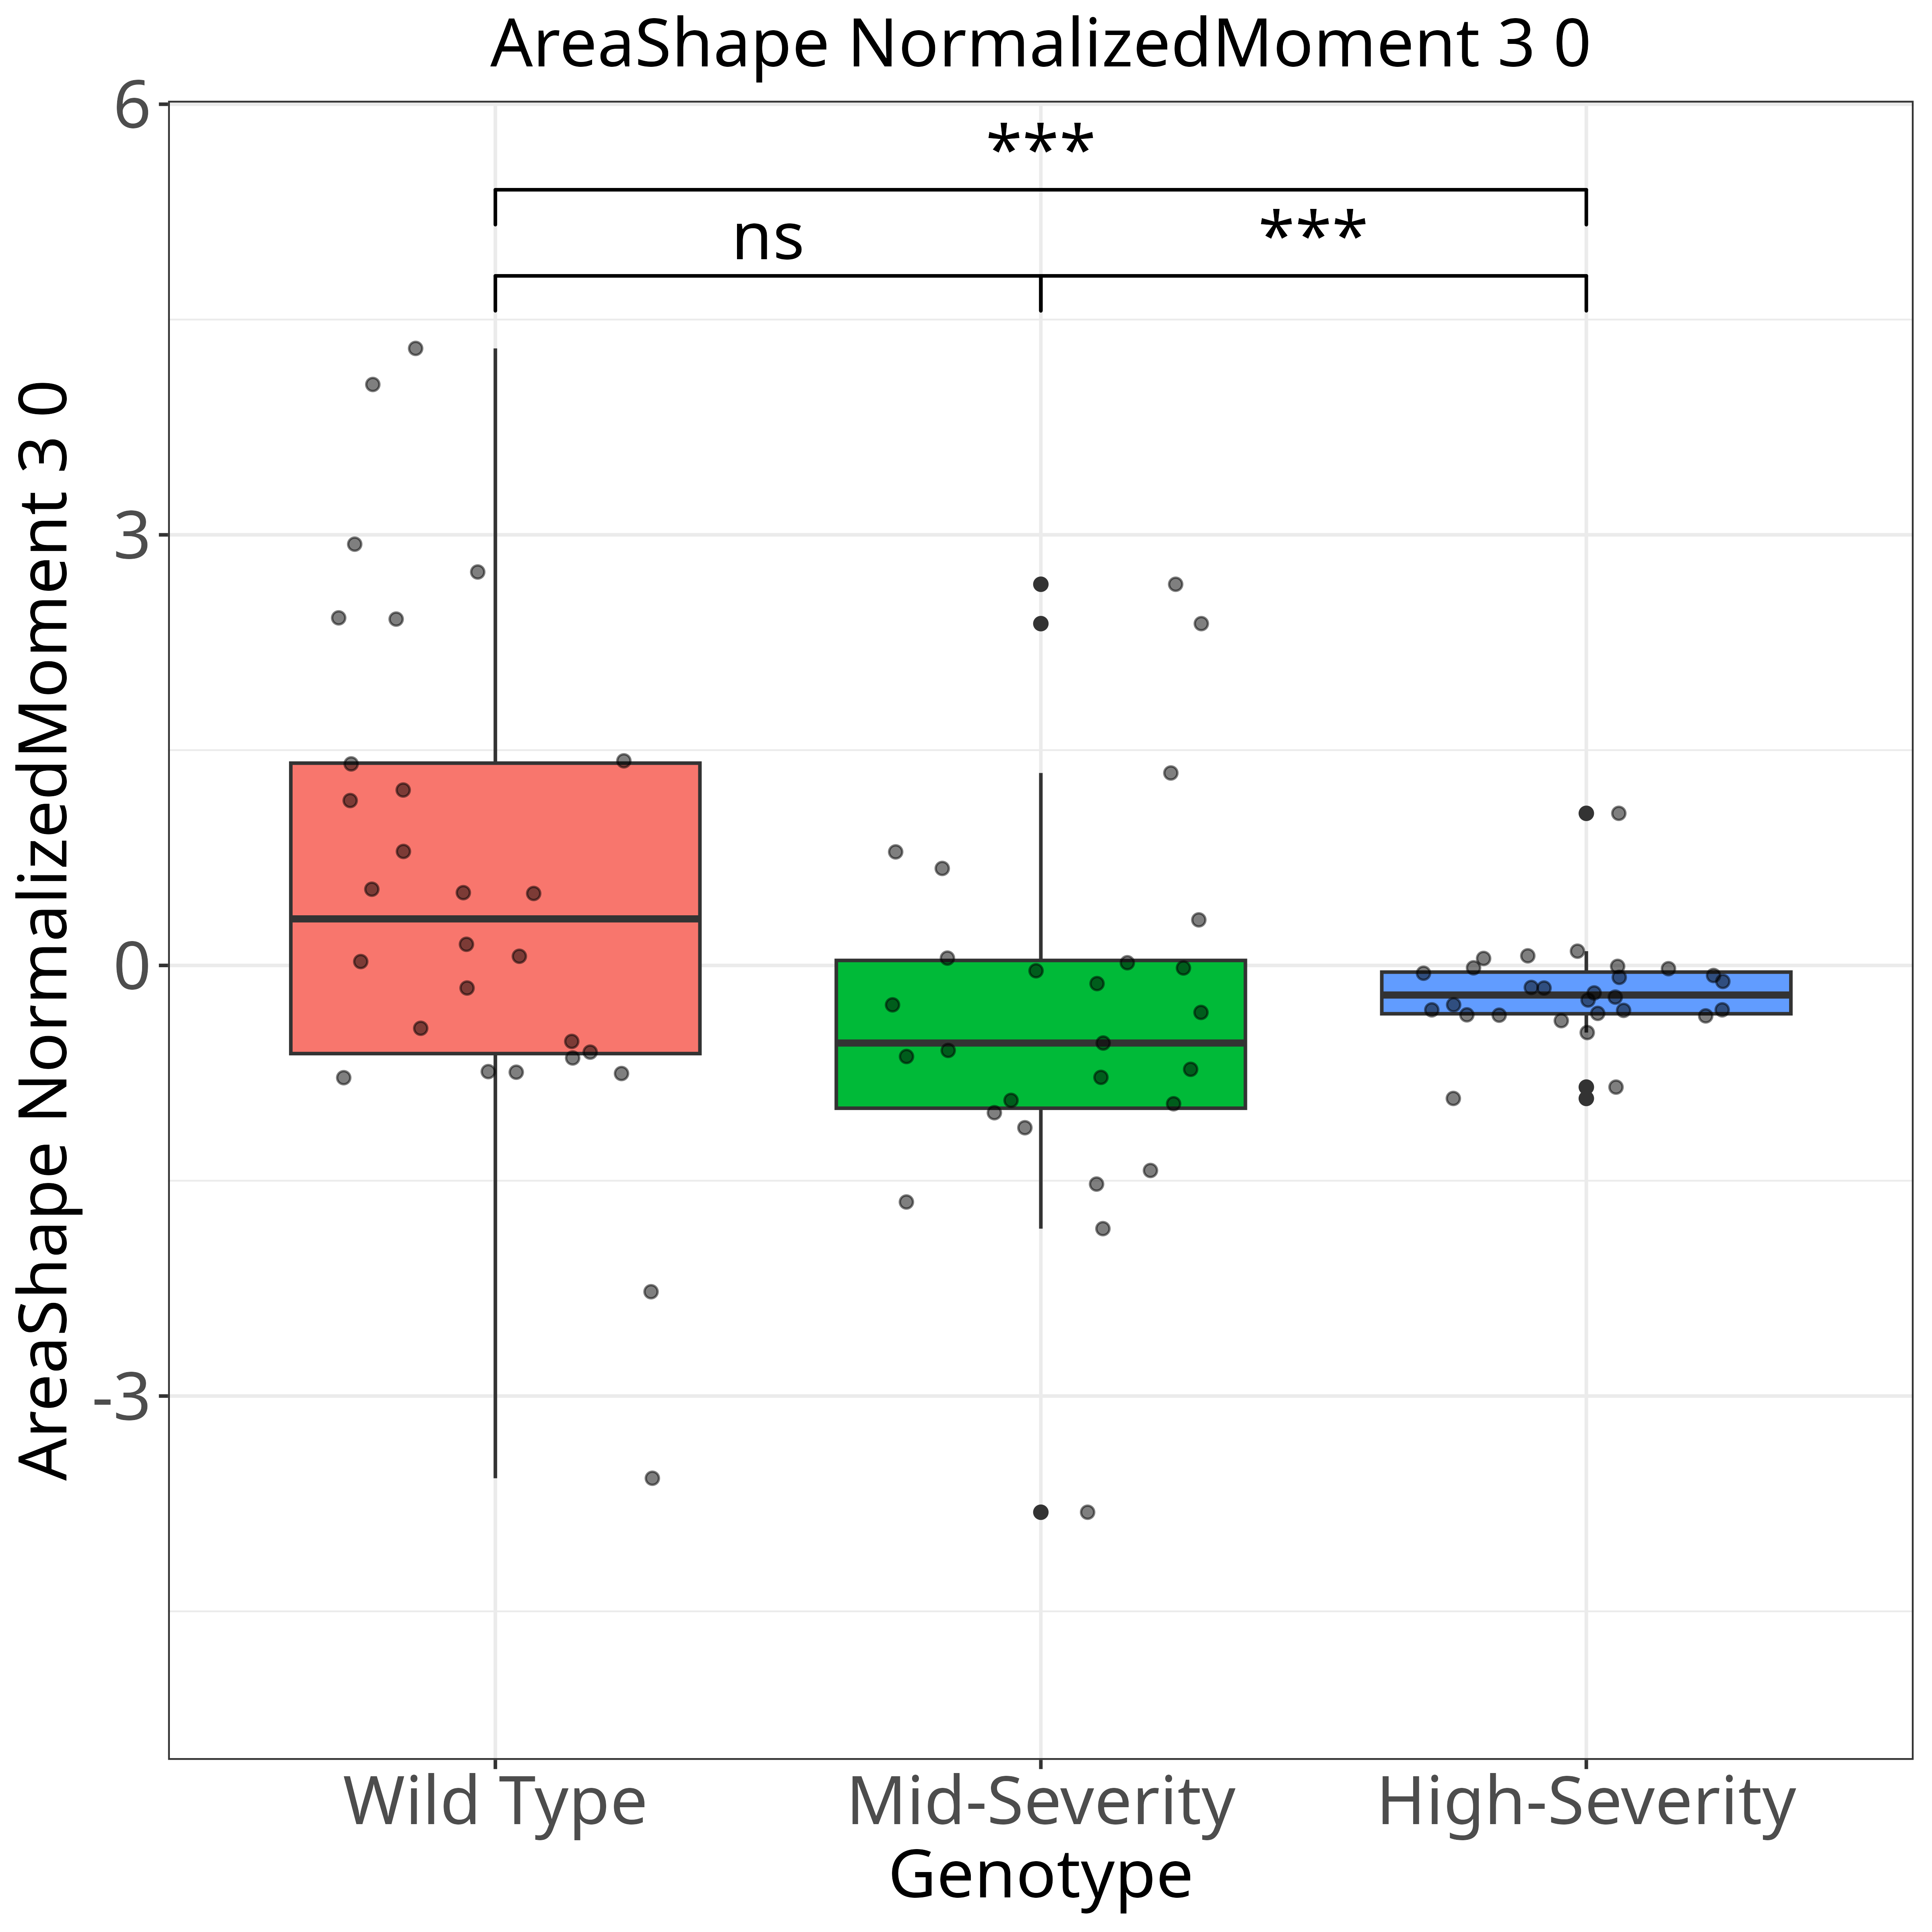 AreaShape NormalizedMoment 3 0
6
***
ns
***
3
0
-3
AreaShape NormalizedMoment 3 0
Wild Type
Mid-Severity
High-Severity
Genotype